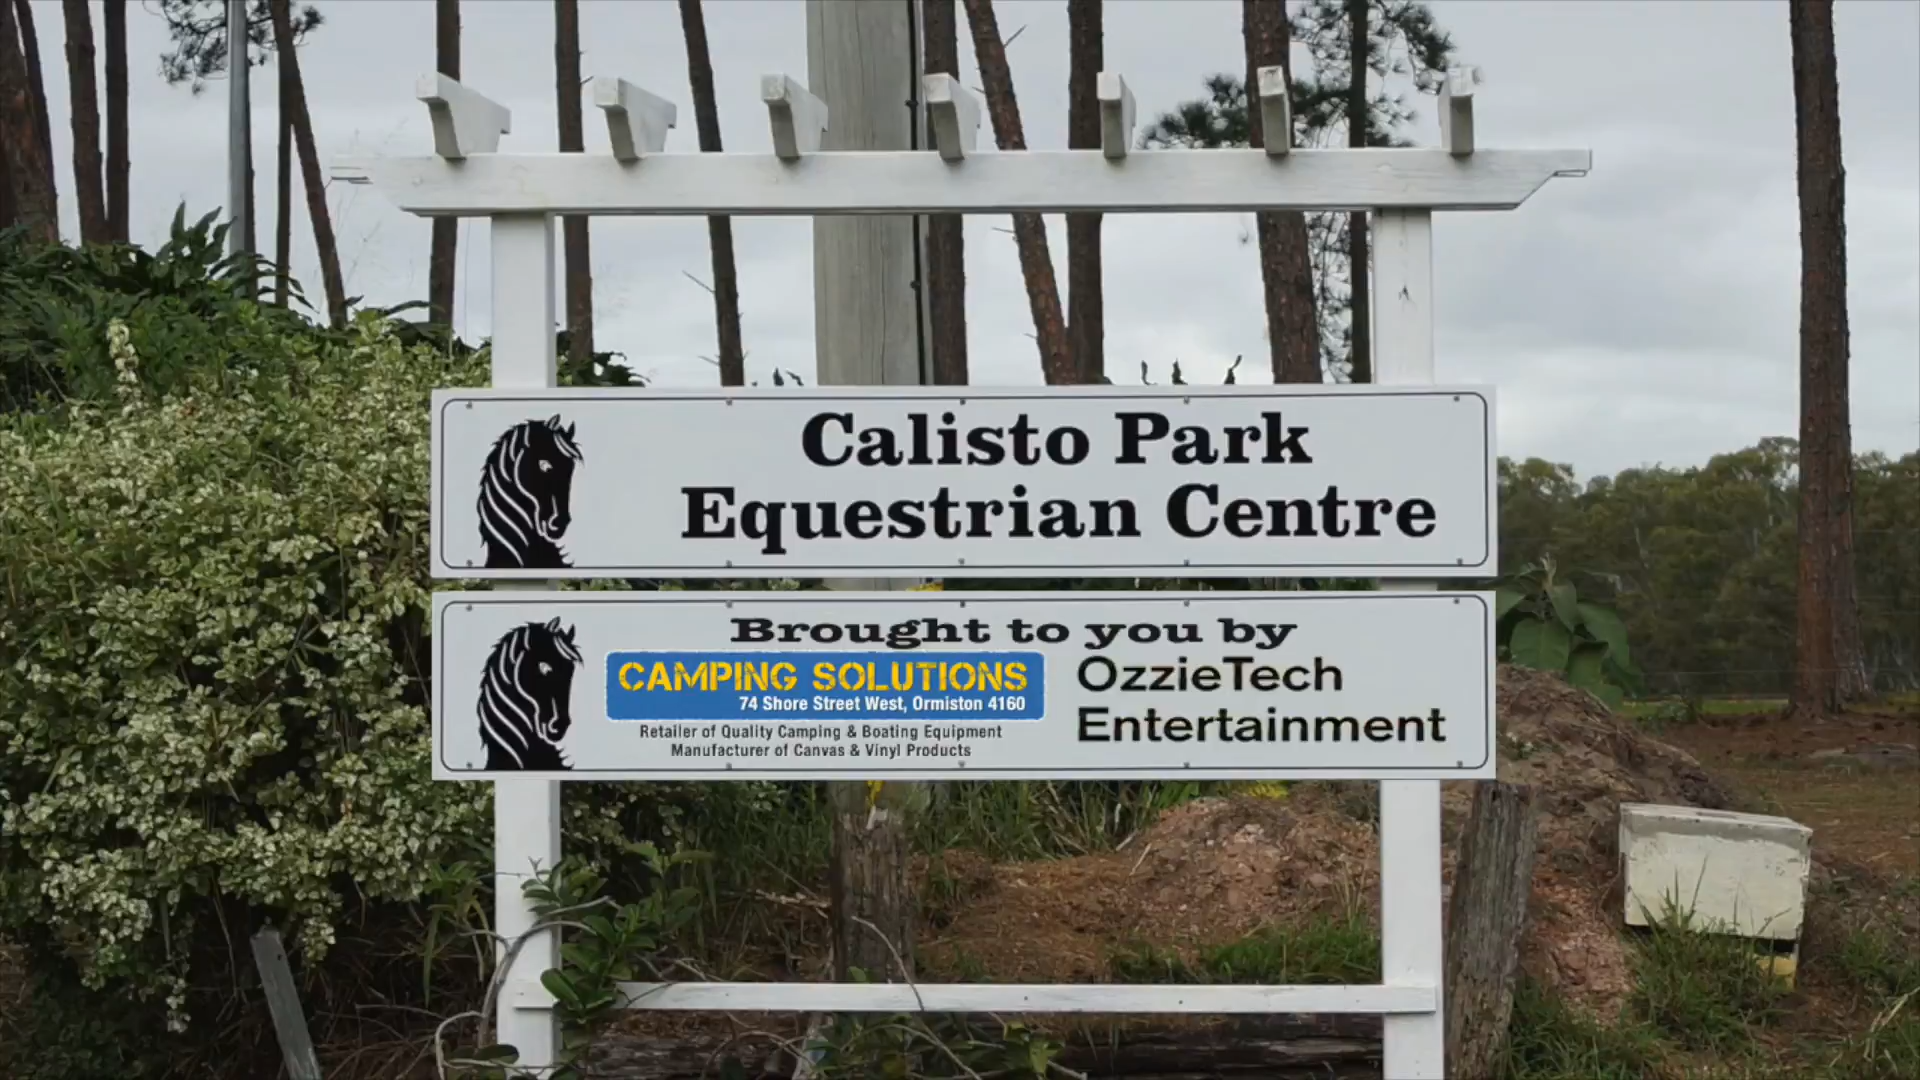 Calisto Park
Equestrian Centre
Brought to you by
CAMPING SOLUTIONS
74 Shore Street West, Ormiston 4160
Retailer of Quality Camping & Boating Equipment
Manufacturer of Canvas & Vinyl Products
OzzieTech
Entertainment